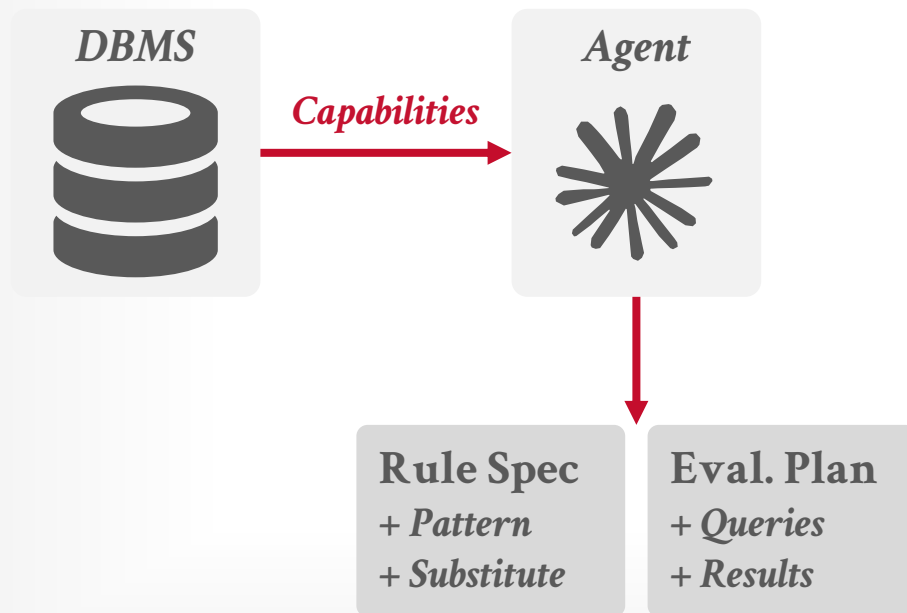 DBMS
Agent
Capabilities
Rule Spec
+ Pattern
+ Substitute
Eval. Plan
+ Queries
+ Results